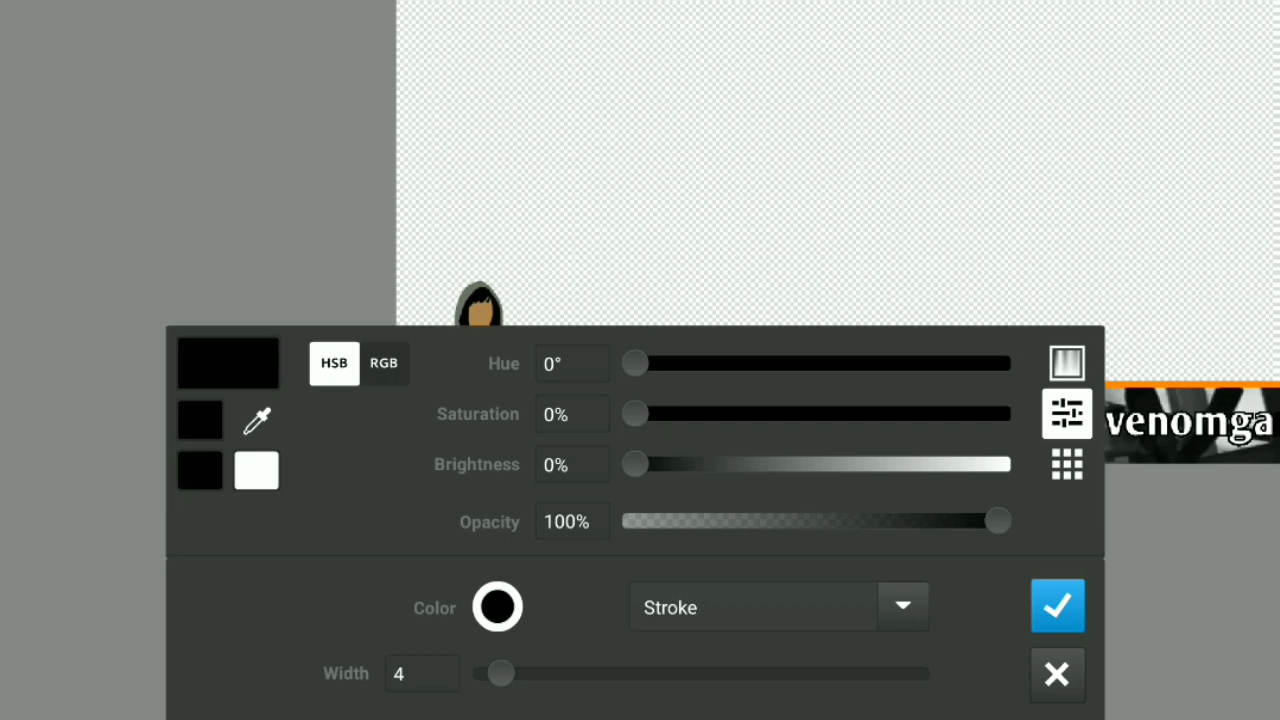 HSB RGB Hue 0°
Saturation 0%
Brightness 0%
venomga
Opacity 100%
Color Stroke
Width 4